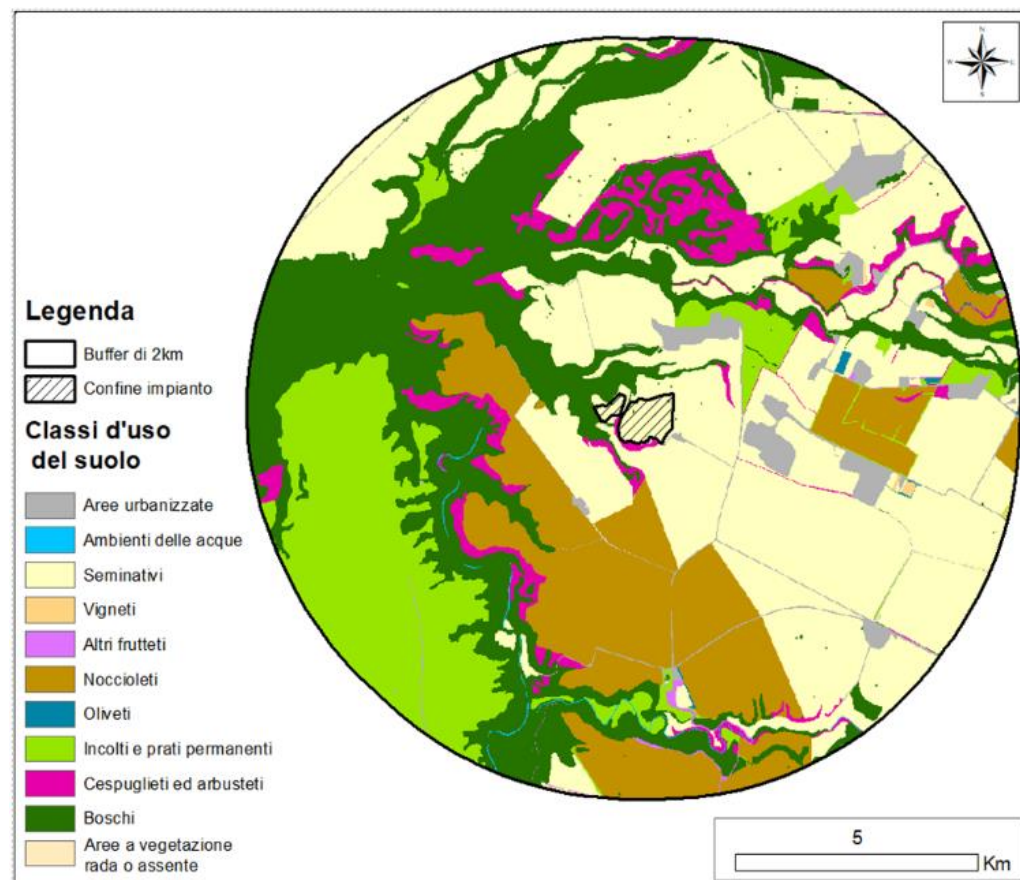 N
W
E
S
Legenda
Buffer di 2km
Confine impianto
Classi d'uso
del suolo
Aree urbanizzate
Ambienti delle acque
Seminativi
Vigneti
Altri frutteti
Noccioleti
Oliveti
Incolti e prati permanenti
Cespuglieti ed arbusteti
Boschi
Aree a vegetazione
rada o assente
5
Km